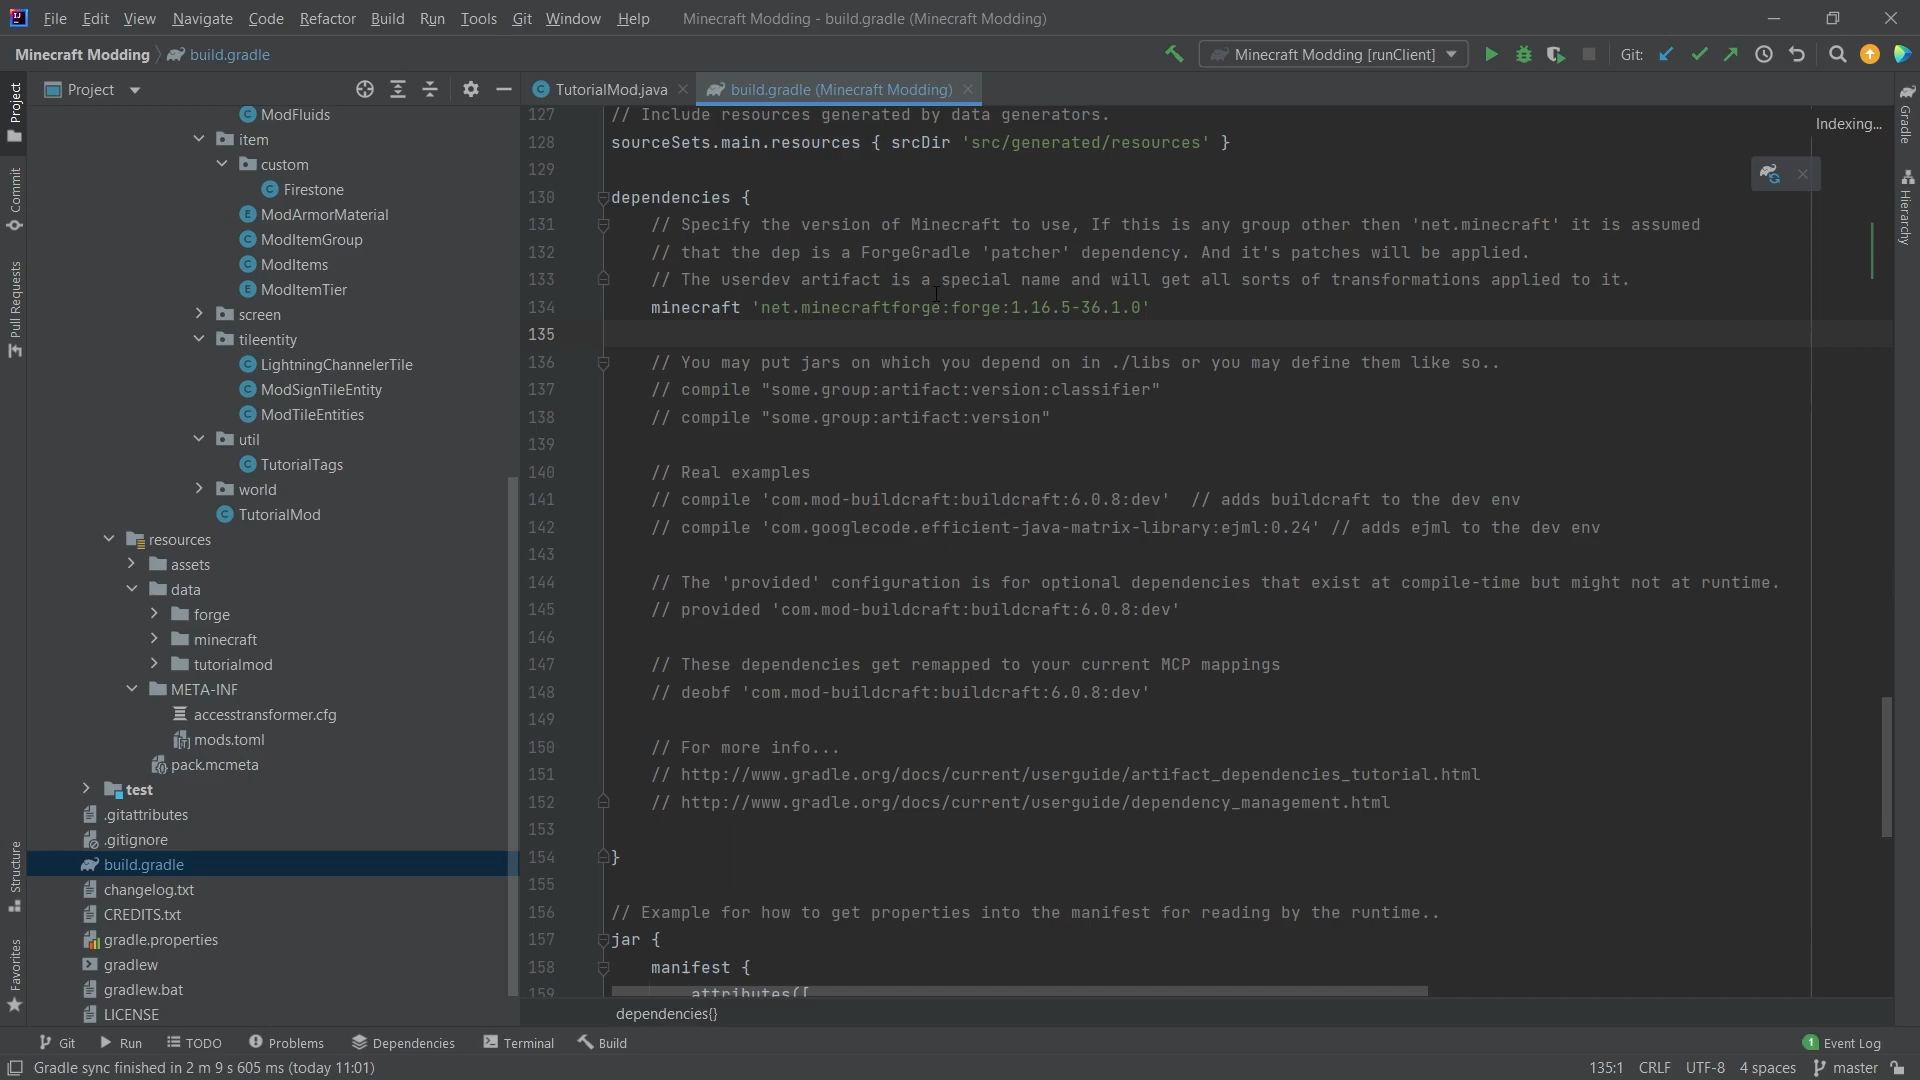 File Edit View Navigate Code Refactor Build Run Tools Git Window Help Minecraft Modding - build.gradle (Minecraft Modding)
Minecraft Modding build.gradle
Minecraft Modding [runClient] Git:
Project
TutorialMod.java
build.gradle (Minecraft Modding)
Project
Commit
Pull Requests
Structure
Favorites
ModFluids
item
custom
Firestone
ModArmorMaterial
ModItemGroup
ModItems
ModItemTier
screen
tileentity
LightningChannelerTile
ModSignTileEntity
ModTileEntities
util
TutorialTags
world
TutorialMod
resources
assets
data
forge
minecraft
tutorialmod
META-INF
accesstransformer.cfg
mods.toml
pack.mcmeta
test
.gitattributes
.gitignore
build.gradle
changelog.txt
CREDITS.txt
gradle.properties
gradlew
gradlew.bat
LICENSE
127 // Include resources generated by data generators.
128 sourceSets.main.resources { srcDir 'src/generated/resources' }
129
130 dependencies {
131 // Specify the version of Minecraft to use, If this is any group other then 'net.minecraft' it is assumed
132 // that the dep is a ForgeGradle 'patcher' dependency. And it's patches will be applied.
133 // The userdev artifact is a special name and will get all sorts of transformations applied to it.
134 minecraft 'net.minecraftforge:forge:1.16.5-36.1.0'
135
136 // You may put jars on which you depend on in ./libs or you may define them like so..
137 // compile "some.group:artifact:version:classifier"
138 // compile "some.group:artifact:version"
139
140 // Real examples
141 // compile 'com.mod-buildcraft:buildcraft:6.0.8:dev'  // adds buildcraft to the dev env
142 // compile 'com.googlecode.efficient-java-matrix-library:ejml:0.24' // adds ejml to the dev env
143
144 // The 'provided' configuration is for optional dependencies that exist at compile-time but might not at runtime.
145 // provided 'com.mod-buildcraft:buildcraft:6.0.8:dev'
146
147 // These dependencies get remapped to your current MCP mappings
148 // deobf 'com.mod-buildcraft:buildcraft:6.0.8:dev'
149
150 // For more info...
151 // http://www.gradle.org/docs/current/userguide/artifact_dependencies_tutorial.html
152 // http://www.gradle.org/docs/current/userguide/dependency_management.html
153
154 }
155
156 // Example for how to get properties into the manifest for reading by the runtime..
157 jar {
158 manifest {
159 attributes([
dependencies{}
Indexing...
Gradle
Hierarchy
Git Run TODO Problems Dependencies Terminal Build 1 Event Log
Gradle sync finished in 2 m 9 s 605 ms (today 11:01) 135:1 CRLF UTF-8 4 spaces master